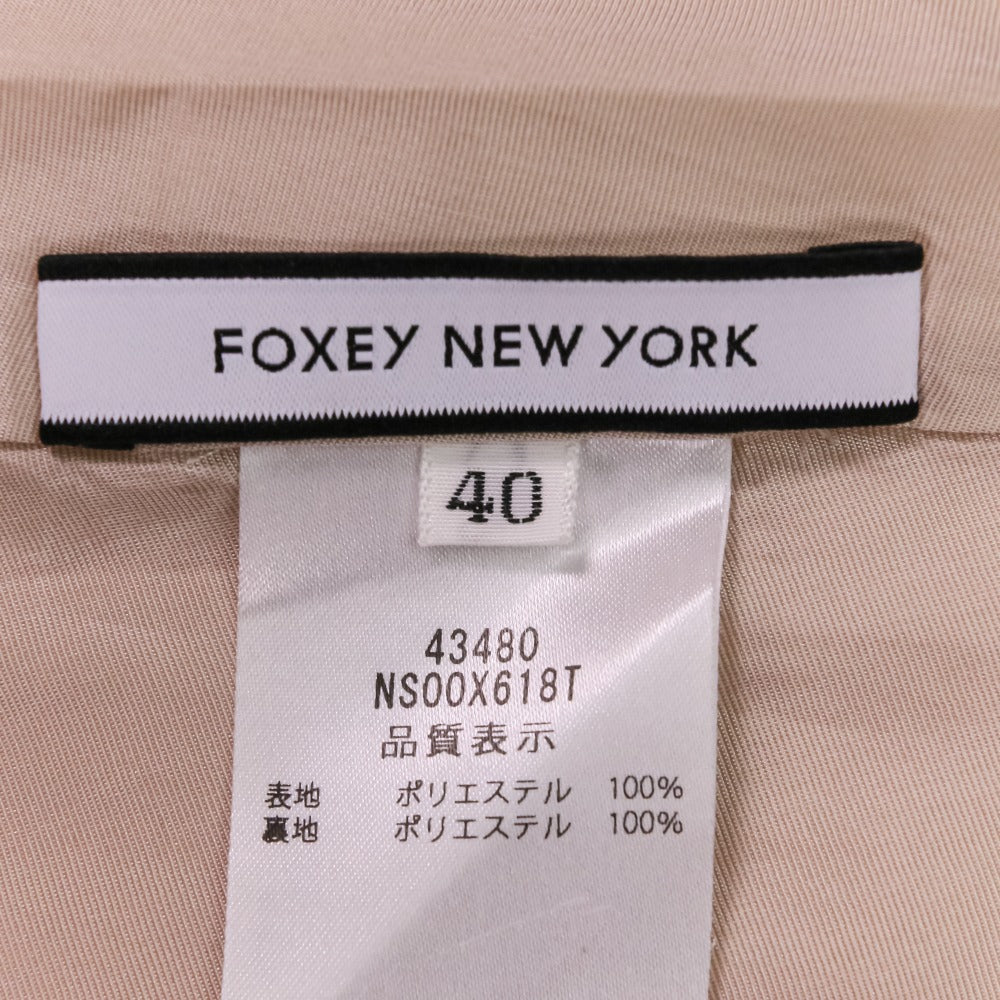 FOXEY NEW YORK
40
43480
NS00X618T
品質表示
表地 ポリエステル 100%
裏地 ポリエステル 100%